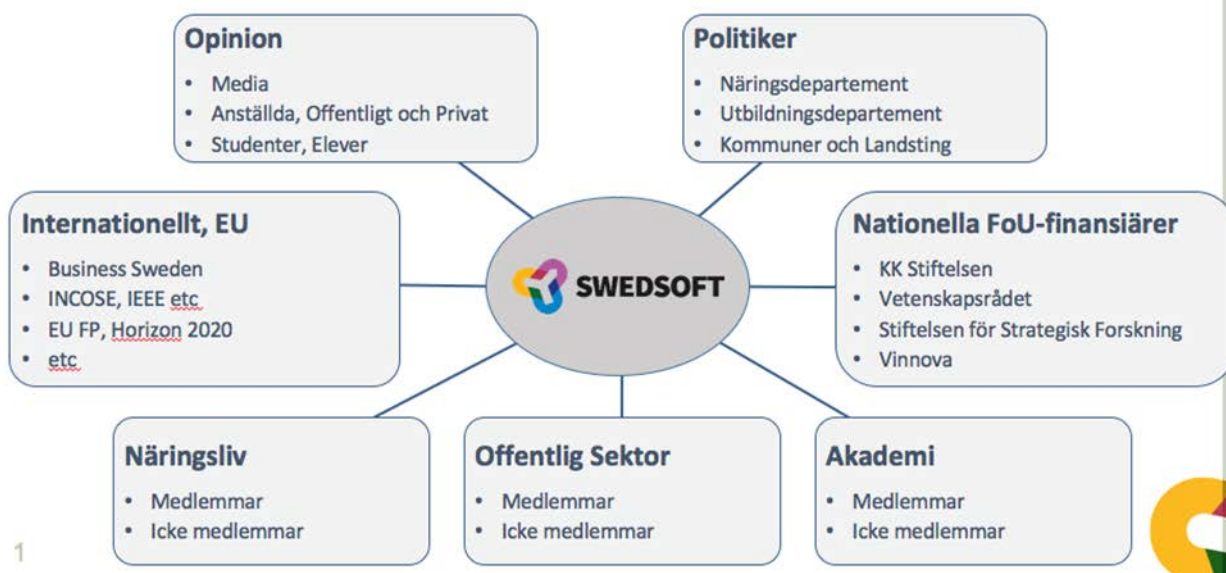 Opinion
• Media
• Anställda, Offentligt och Privat
• Studenter, Elever
Politiker
• Näringsdepartement
• Utbildningsdepartement
• Kommuner och Landsting
Internationellt, EU
• Business Sweden
• INCOSE, IEEE etc
• EU FP, Horizon 2020
• etc
SWEDSOFT
Nationella FoU-finansiärer
• KK Stiftelsen
• Vetenskapsrådet
• Stiftelsen för Strategisk Forskning
• Vinnova
Näringsliv
• Medlemmar
• Icke medlemmar
Offentlig Sektor
• Medlemmar
• Icke medlemmar
Akademi
• Medlemmar
• Icke medlemmar
1